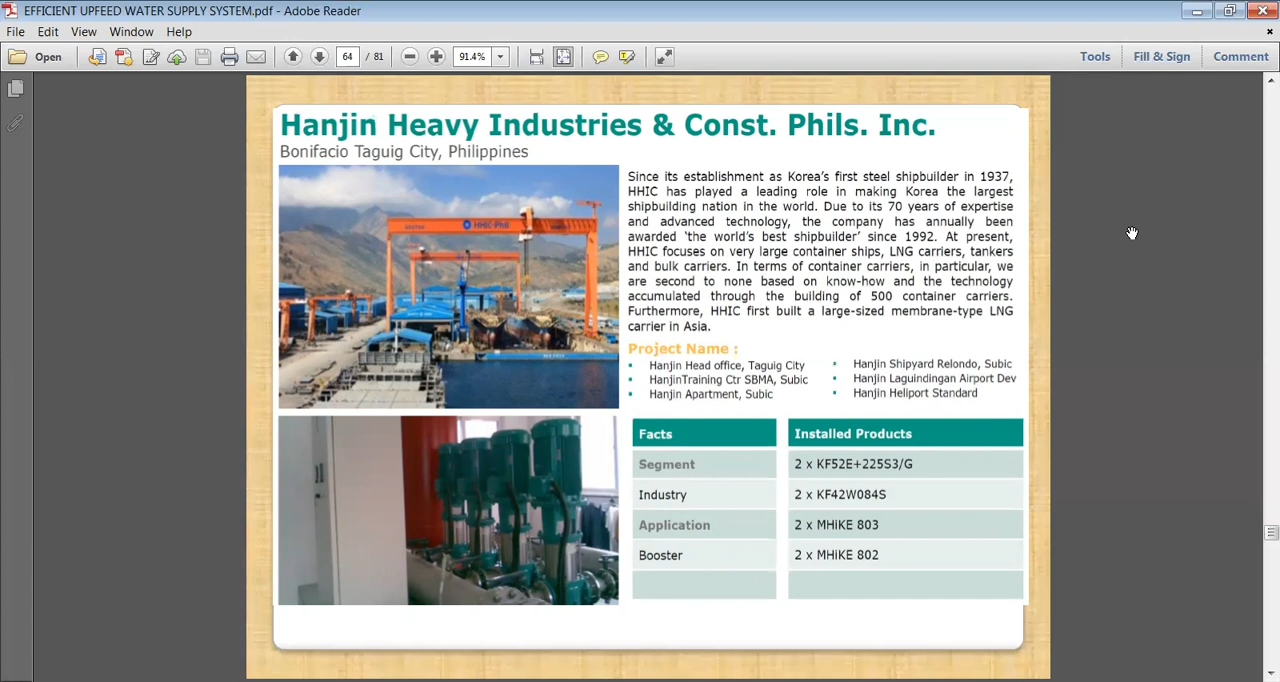 EFFICIENT UPFEED WATER SUPPLY SYSTEM.pdf - Adobe Reader
File Edit View Window Help
Open 64 / 81 91.4% Tools Fill & Sign Comment
Hanjin Heavy Industries & Const. Phils. Inc.
Bonifacio Taguig City, Philippines
HHIC-Phil
Since its establishment as Korea's first steel shipbuilder in 1937,
HHIC has played a leading role in making Korea the largest
shipbuilding nation in the world. Due to its 70 years of expertise
and advanced technology, the company has annually been
awarded 'the world's best shipbuilder' since 1992. At present,
HHIC focuses on very large container ships, LNG carriers, tankers
and bulk carriers. In terms of container carriers, in particular, we
are second to none based on know-how and the technology
accumulated through the building of 500 container carriers.
Furthermore, HHIC first built a large-sized membrane-type LNG
carrier in Asia.
Project Name :
Hanjin Head office, Taguig City
HanjinTraining Ctr SBMA, Subic
Hanjin Apartment, Subic
Hanjin Shipyard Relondo, Subic
Hanjin Laguindingan Airport Dev
Hanjin Heliport Standard
Facts Installed Products
Segment 2 x KF52E+225S3/G
Industry 2 x KF42W084S
Application 2 x MHiKE 803
Booster 2 x MHiKE 802